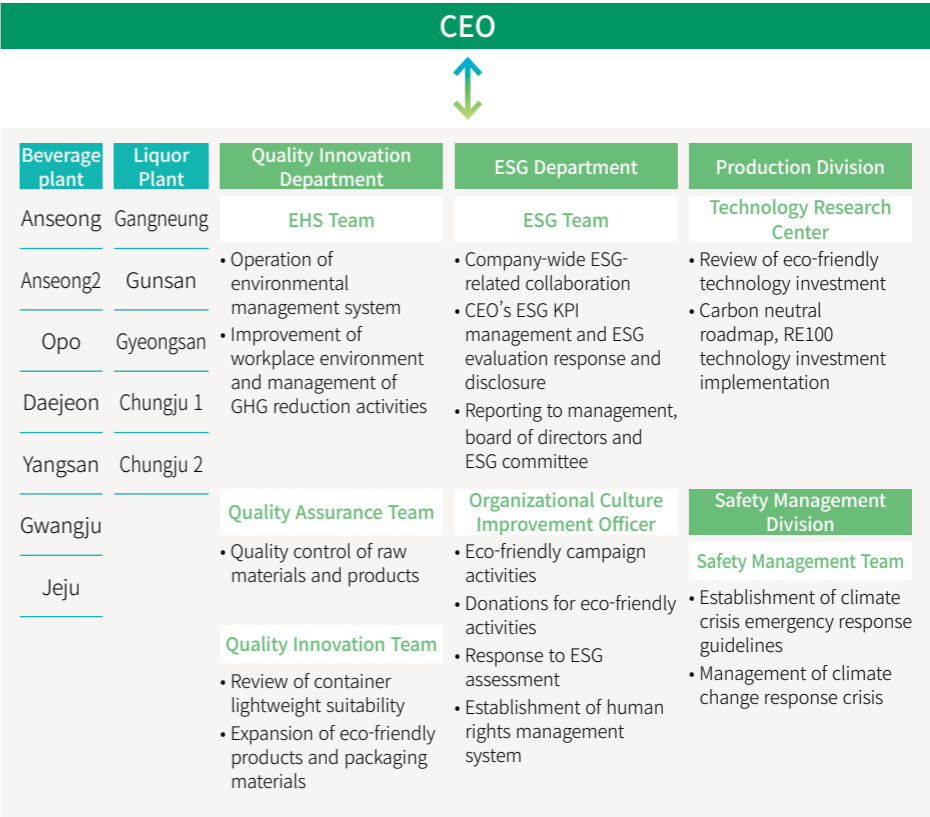 CEO
Beverage
plant
Anseong
Anseong2
Opo
Daejeon
Yangsan
Gwangju
Jeju
Liquor
Plant
Gangneung
Gunsan
Gyeongsan
Chungju 1
Chungju 2
Quality Innovation
Department
EHS Team
• Operation of
environmental
management system
• Improvement of
workplace environment
and management of
GHG reduction activities
Quality Assurance Team
• Quality control of raw
materials and products
Quality Innovation Team
• Review of container
lightweight suitability
• Expansion of eco-friendly
products and packaging
materials
ESG Department
ESG Team
• Company-wide ESG-
related collaboration
• CEO’s ESG KPI
management and ESG
evaluation response and
disclosure
• Reporting to management,
board of directors and
ESG committee
Organizational Culture
Improvement Officer
• Eco-friendly campaign
activities
• Donations for eco-friendly
activities
• Response to ESG
assessment
• Establishment of human
rights management
system
Production Division
Technology Research
Center
• Review of eco-friendly
technology investment
• Carbon neutral
roadmap, RE100
technology investment
implementation
Safety Management
Division
Safety Management Team
• Establishment of climate
crisis emergency response
guidelines
• Management of climate
change response crisis